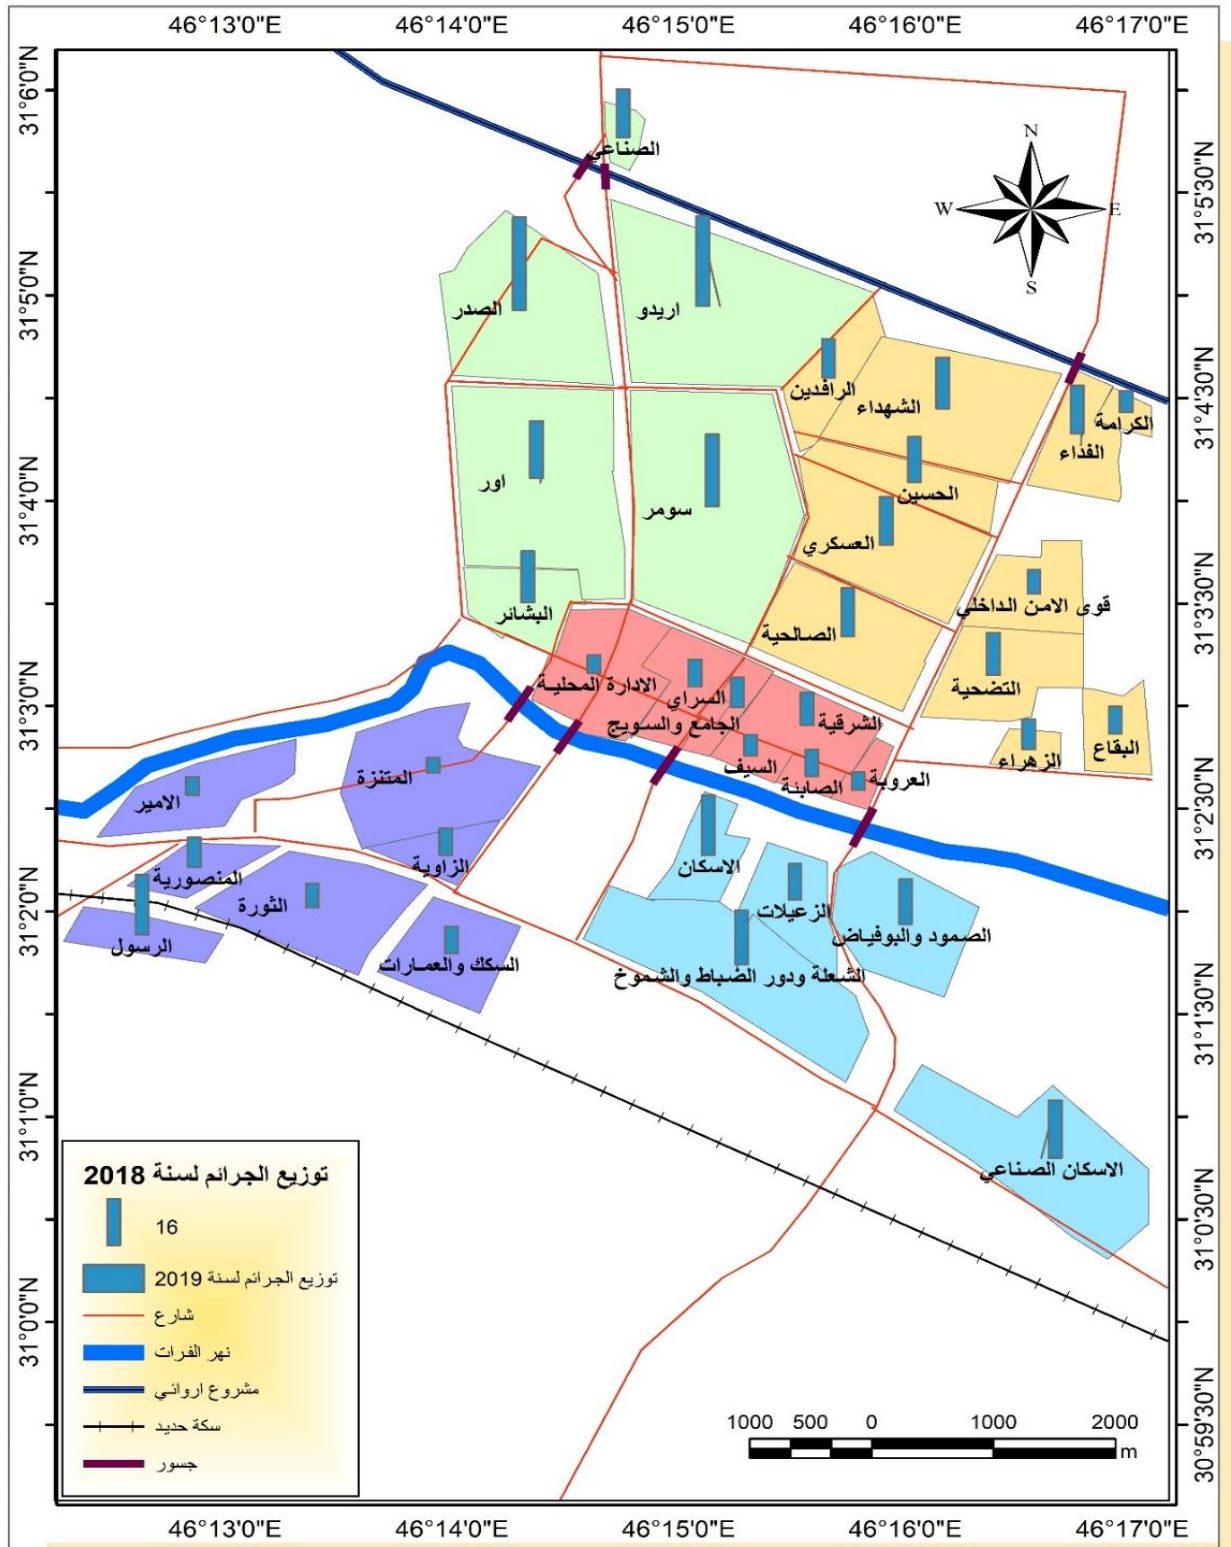 46°13'0"E
46°14'0"E
46°15'0"E
46°16'0"E
46°17'0"E
31°6'0"N
31°5'0"N
31°4'0"N
31°3'0"N
31°2'0"N
31°1'0"N
31°0'0"N
31°5'30"N
31°4'30"N
31°3'30"N
31°2'30"N
31°1'30"N
31°0'30"N
30°59'30"N
N
W
E
S
الصناعي
الصدر
اريدو
الرافدين
الشهداء
الكرامة
الفداء
اور
سومر
الحسين
العسكري
البشائر
الصالحية
قوى الامن الداخلي
التضحية
الادارة المحلية
السراي
الجامع والسويج
الشرقية
السيف
الصابئة
العروبة
الزهراء
البقاع
المتنزة
الامير
الزاوية
المنصورية
الثورة
الرسول
السكك والعمارات
الاسكان
الزعيلات
الصمود والبوفياض
الشعلة ودور الضباط والشموخ
الاسكان الصناعي
توزيع الجرائم لسنة 2018
16
توزيع الجرائم لسنة 2019
شارع
نهر الفرات
مشروع اروائي
سكة حديد
جسور
1000 500 0 1000 2000
m
46°13'0"E
46°14'0"E
46°15'0"E
46°16'0"E
46°17'0"E